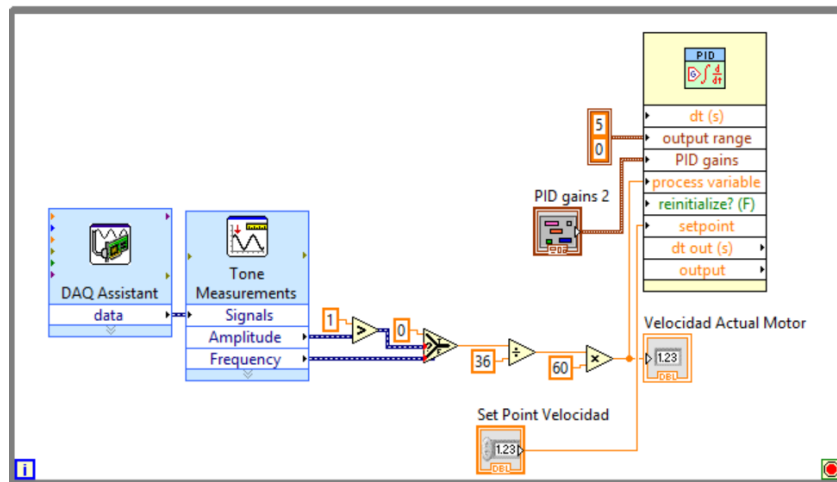 PID
dt (s)
5
output range
0
PID gains
PID gains 2
process variable
reinitialize? (F)
setpoint
dt out (s)
output
DAQ Assistant
data
Tone
Measurements
Signals
Amplitude
Frequency
1
>
0
?
36
÷
60
×
Velocidad Actual Motor
1.23
DBL
Set Point Velocidad
1.23
DBL
i